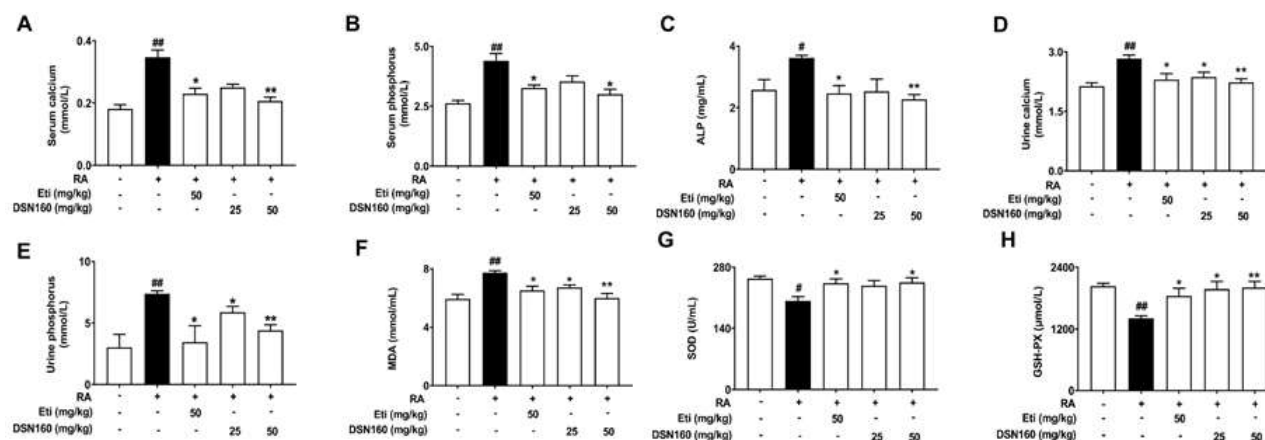 A
Serum calcium
(mmol/L)
0.4
0.2
0.0
##
*
**
RA - + + + +
Eti (mg/kg) - - 50 - -
DSN160 (mg/kg) - - - 25 50
B
Serum phosphorus
(mmol/L)
5.0
2.5
0.0
##
*
*
RA - + + + +
Eti (mg/kg) - - 50 - -
DSN160 (mg/kg) - - - 25 50
C
ALP (mg/mL)
4
2
0
#
*
**
RA - + + + +
Eti (mg/kg) - - 50 - -
DSN160 (mg/kg) - - - 25 50
D
Urine calcium
(mmol/L)
3.0
1.5
0.0
##
*
*
**
RA - + + + +
Eti (mg/kg) - - 50 - -
DSN160 (mg/kg) - - - 25 50
E
Urine phosphorus
(mmol/L)
10
5
0
##
*
*
**
RA - + + + +
Eti (mg/kg) - - 50 - -
DSN160 (mg/kg) - - - 25 50
F
MDA (mmol/mL)
8
6
4
2
0
##
*
*
**
RA - + + + +
Eti (mg/kg) - - 50 - -
DSN160 (mg/kg) - - - 25 50
G
SOD (U/mL)
280
140
0
#
*
*
RA - + + + +
Eti (mg/kg) - - 50 - -
DSN160 (mg/kg) - - - 25 50
H
GSH-PX (μmol/L)
2400
1200
0
##
*
*
**
RA - + + + +
Eti (mg/kg) - - 50 - -
DSN160 (mg/kg) - - - 25 50